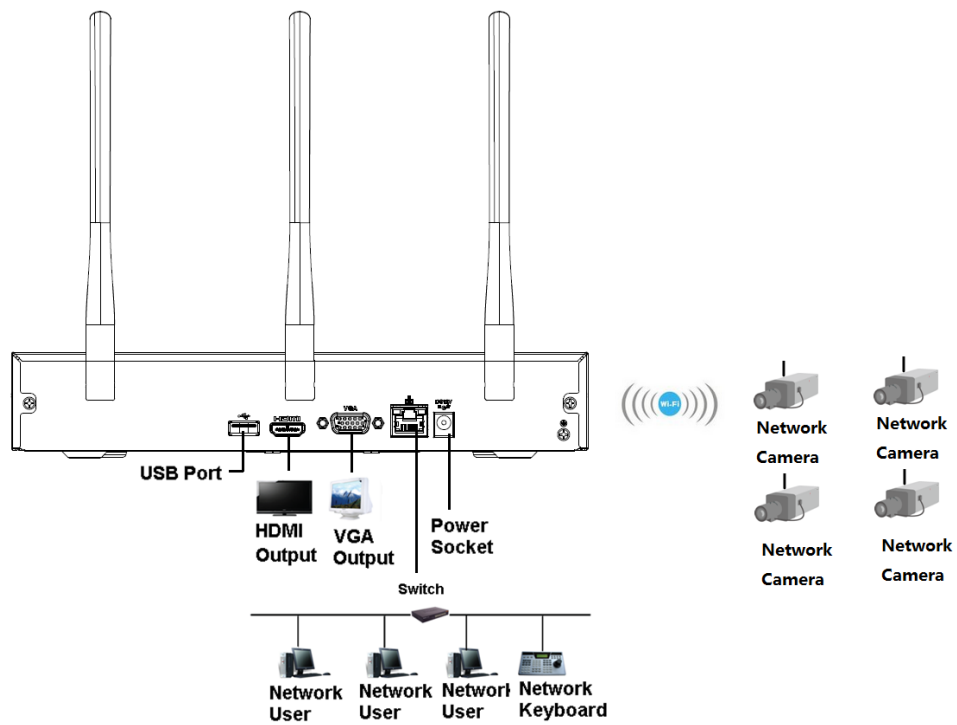 HDMI
VGA
Wi-Fi
USB Port
HDMI
Output
VGA
Output
Power
Socket
Switch
Network
User
Network
User
Network
User
Network
Keyboard
Network
Camera
Network
Camera
Network
Camera
Network
Camera